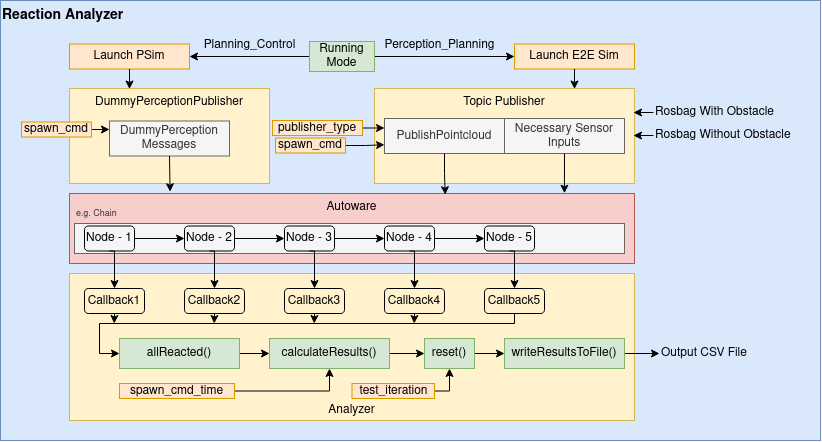 Reaction Analyzer
Launch PSim
Planning_Control
Running
Mode
Perception_Planning
Launch E2E Sim
DummyPerceptionPublisher
spawn_cmd
DummyPerception
Messages
Topic Publisher
publisher_type
spawn_cmd
PublishPointcloud
Necessary Sensor
Inputs
Rosbag With Obstacle
Rosbag Without Obstacle
Autoware
e.g. Chain
Node - 1
Node - 2
Node - 3
Node - 4
Node - 5
Callback1
Callback2
Callback3
Callback4
Callback5
allReacted()
calculateResults()
reset()
writeResultsToFile()
Output CSV File
spawn_cmd_time
test_iteration
Analyzer